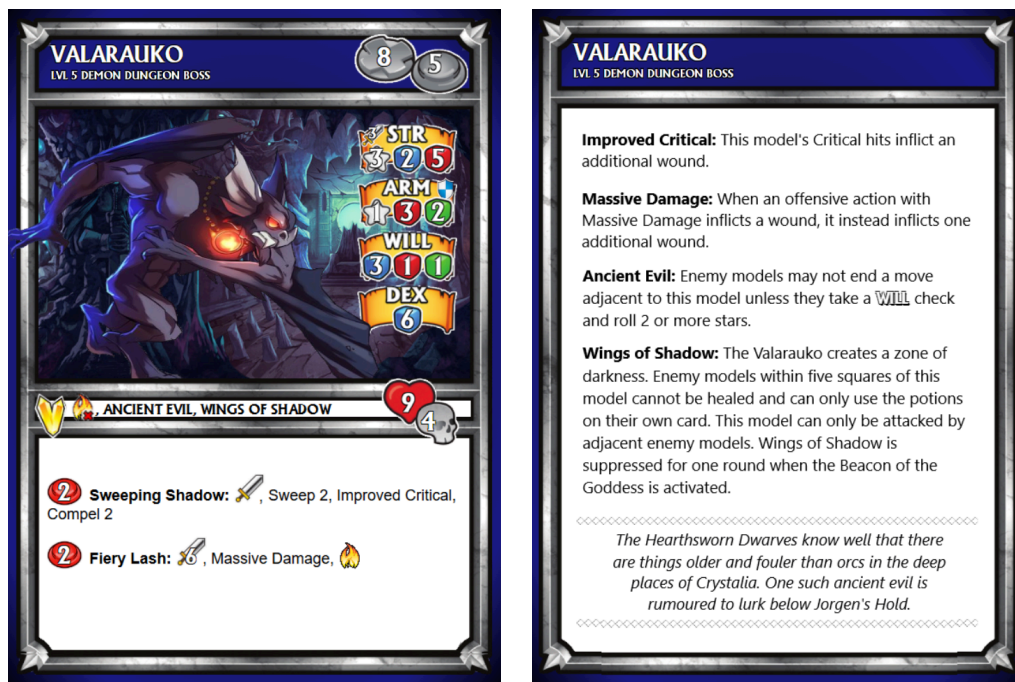 VALARAUKO
LVL 5 DEMON DUNGEON BOSS
8
5
3 STR
3 2 5
ARM
1 3 2
WILL
3 1 1
DEX
6
, ANCIENT EVIL, WINGS OF SHADOW
9
4
2 Sweeping Shadow: , Sweep 2, Improved Critical,
Compel 2
2 Fiery Lash: 6, Massive Damage,
VALARAUKO
LVL 5 DEMON DUNGEON BOSS
Improved Critical: This model's Critical hits inflict an
additional wound.
Massive Damage: When an offensive action with
Massive Damage inflicts a wound, it instead inflicts one
additional wound.
Ancient Evil: Enemy models may not end a move
adjacent to this model unless they take a WILL check
and roll 2 or more stars.
Wings of Shadow: The Valarauko creates a zone of
darkness. Enemy models within five squares of this
model cannot be healed and can only use the potions
on their own card. This model can only be attacked by
adjacent enemy models. Wings of Shadow is
suppressed for one round when the Beacon of the
Goddess is activated.
The Hearthsworn Dwarves know well that there
are things older and fouler than orcs in the deep
places of Crystalia. One such ancient evil is
rumoured to lurk below Jorgen's Hold.